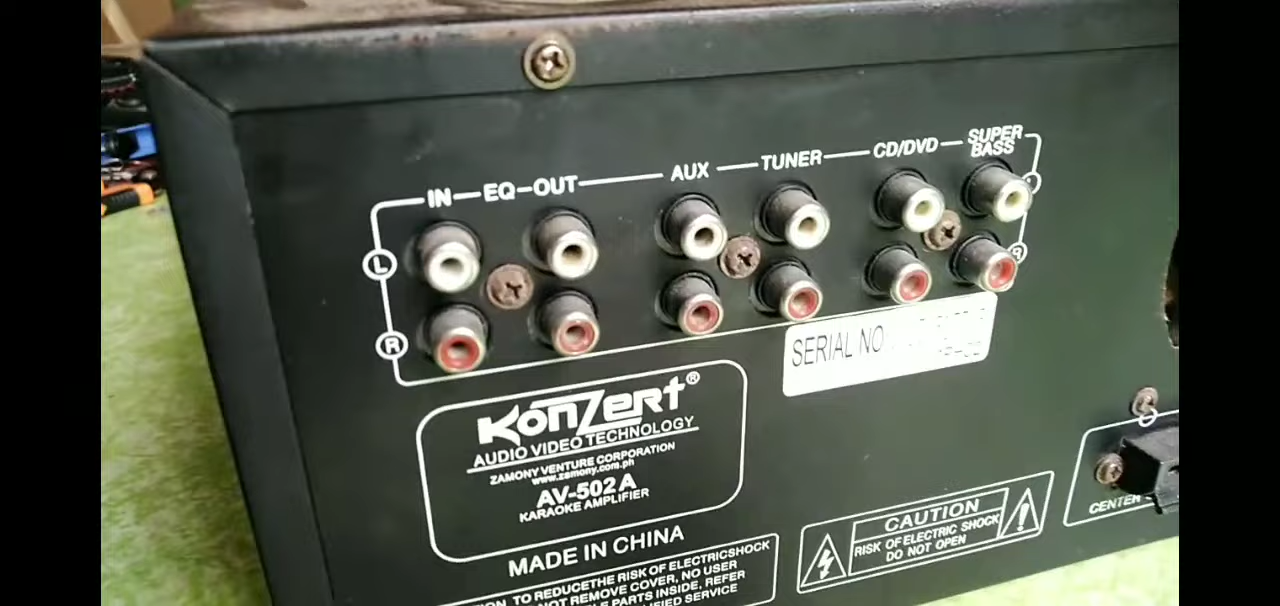 IN EQ-OUT AUX TUNER CD/DVD SUPER BASS
L
R
R
SERIAL NO
KonZert®
AUDIO VIDEO TECHNOLOGY
ZAMONY VENTURE CORPORATION
www.zamony.com.ph
AV-502A
KARAOKE AMPLIFIER
MADE IN CHINA
TO REDUCETHE RISK OF ELECTRICSHOCK
NOT REMOVE COVER, NO USER
PARTS INSIDE, REFER
SERVICE
CAUTION
RISK OF ELECTRIC SHOCK
DO NOT OPEN
CENTER